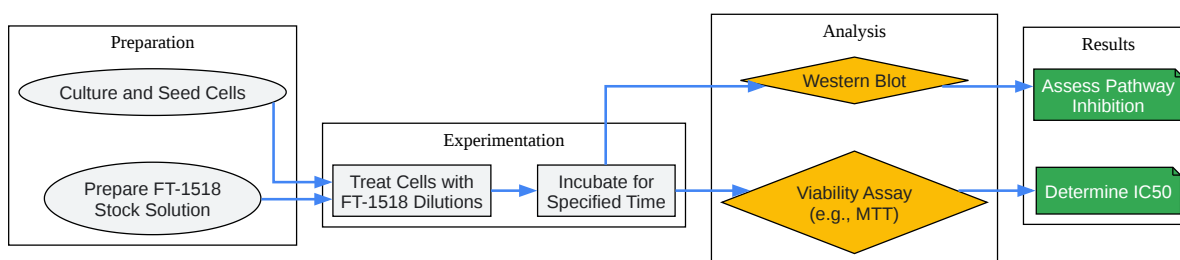 Preparation
Culture and Seed Cells
Prepare FT-1518
Stock Solution
Experimentation
Treat Cells with
FT-1518 Dilutions
Incubate for
Specified Time
Analysis
Western Blot
Viability Assay
(e.g., MTT)
Results
Assess Pathway
Inhibition
Determine IC50